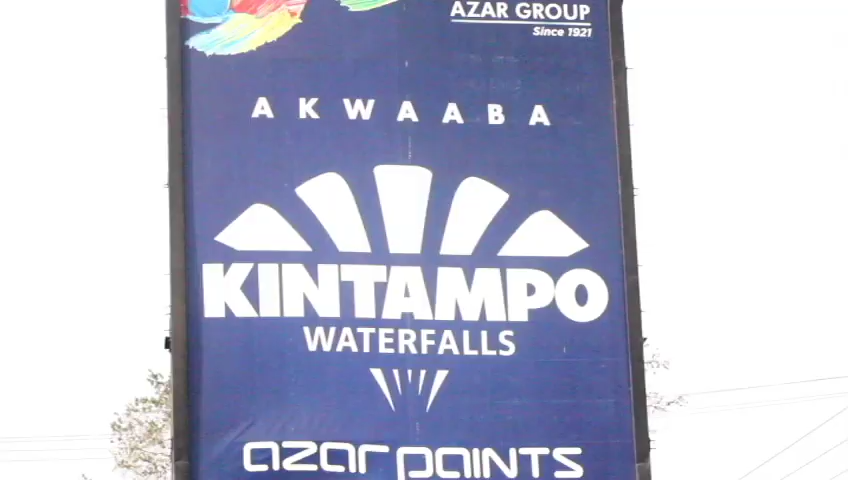 AZAR GROUP
Since 1921
AKWAABA
KINTAMPO
WATERFALLS
azar paints